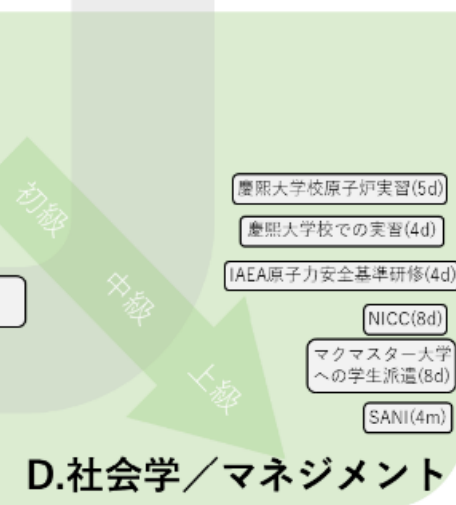 初級
中級
上級
慶熙大学校原子炉実習(5d)
慶熙大学校での実習(4d)
IAEA原子力安全基準研修(4d)
NICC(8d)
マクマスター大学
への学生派遣(8d)
SANI(4m)
D.社会学／マネジメント